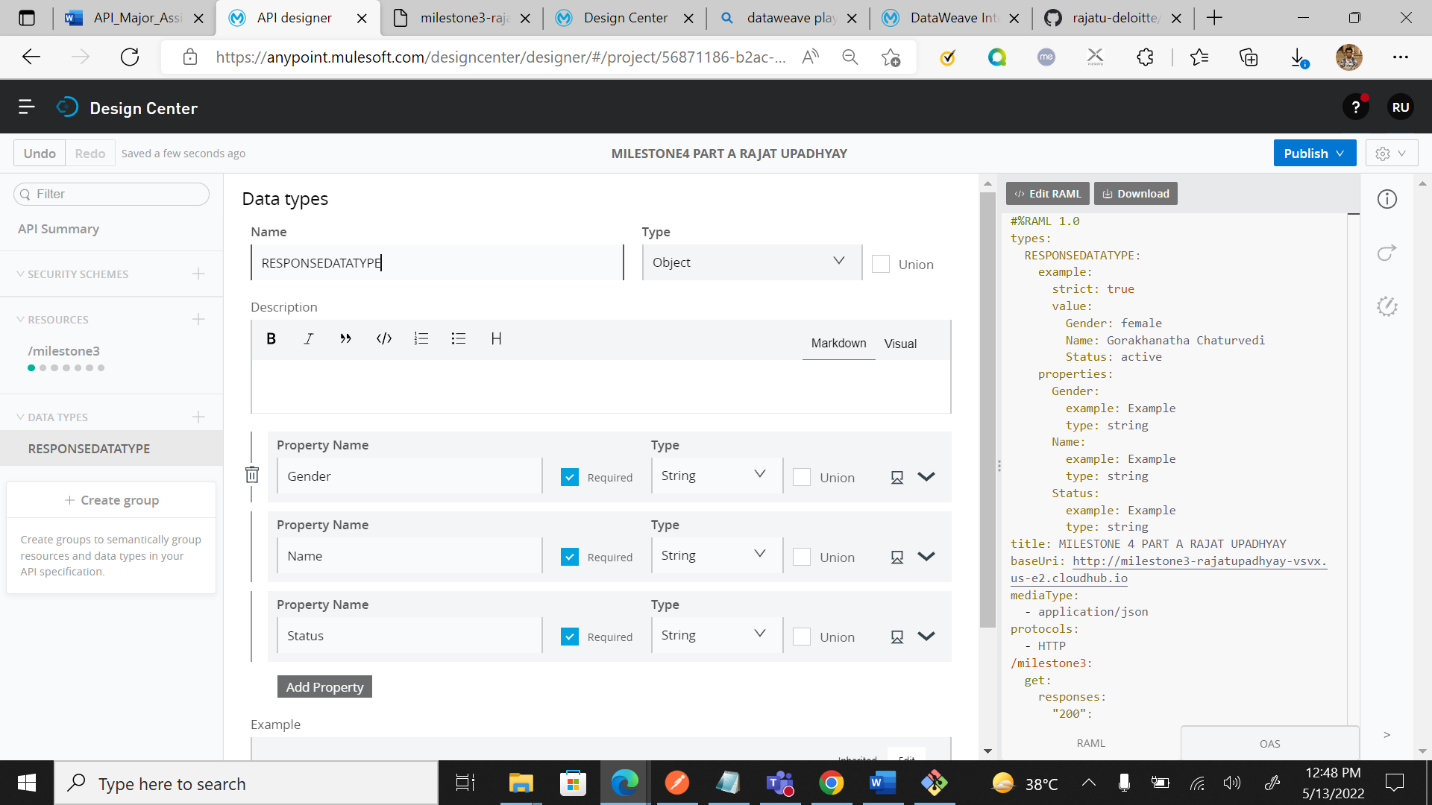 API_Major_Assi
API designer
milestone3-raja
Design Center
dataweave play
DataWeave Int
rajatu-deloitte/
https://anypoint.mulesoft.com/designcenter/designer/#/project/56871186-b2ac-...
Design Center
?
RU
Undo
Redo
Saved a few seconds ago
MILESTONE4 PART A RAJAT UPADHYAY
Publish
Filter
API Summary
SECURITY SCHEMES
RESOURCES
/milestone3
DATA TYPES
RESPONSEDATATYPE
+ Create group
Create groups to semantically group
resources and data types in your
API specification.
Data types
Name
Type
RESPONSEDATATYPE
Object
Union
Description
B I H
Markdown
Visual
Property Name
Type
Gender
Required
String
Union
Property Name
Type
Name
Required
String
Union
Property Name
Type
Status
Required
String
Union
Add Property
Example
Inherited
Edit
Edit RAML
Download
#%RAML 1.0
types:
RESPONSEDATATYPE:
example:
strict: true
value:
Gender: female
Name: Gorakhanatha Chaturvedi
Status: active
properties:
Gender:
example: Example
type: string
Name:
example: Example
type: string
Status:
example: Example
type: string
title: MILESTONE 4 PART A RAJAT UPADHYAY
baseUri: http://milestone3-rajatupadhyay-vsvx.
us-e2.cloudhub.io
mediaType:
- application/json
protocols:
- HTTP
/milestone3:
get:
responses:
"200":
RAML
OAS
Type here to search
38°C
12:48 PM
5/13/2022